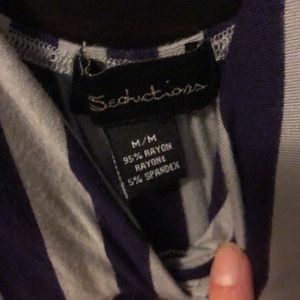 Seductions
M/M
95% RAYON
RAYONE
5% SPANDEX